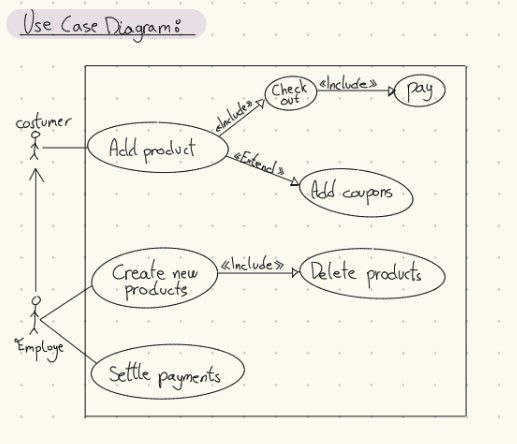 Use Case Diagram:
costumer
Add product
«Include»
Check
out
«Include»
pay
«Extend»
Add coupons
Create new
products
«Include»
Delete products
Employe
Settle payments